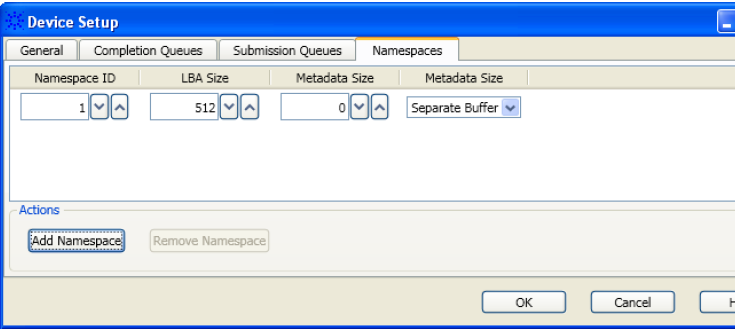 Device Setup
General Completion Queues Submission Queues Namespaces
Namespace ID LBA Size Metadata Size Metadata Size
1 512 0 Separate Buffer
Actions
Add Namespace Remove Namespace
OK Cancel